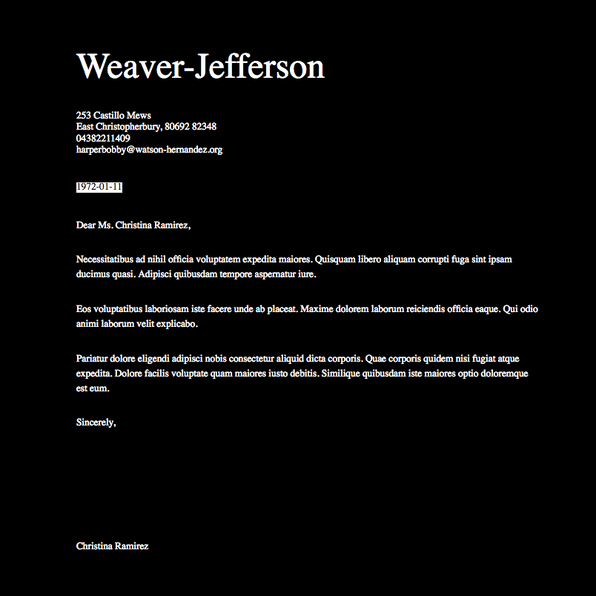 Weaver-Jefferson
253 Castillo Mews
East Christopherbury, 80692 82348
04382211409
harperbobby@watson-hernandez.org
1972-01-11
Dear Ms. Christina Ramirez,
Necessitatibus ad nihil officia voluptatem expedita maiores. Quisquam libero aliquam corrupti fuga sint ipsam
ducimus quasi. Adipisci quibusdam tempore aspernatur iure.
Eos voluptatibus laboriosam iste facere unde ab placeat. Maxime dolorem laborum reiciendis officia eaque. Qui odio
animi laborum velit explicabo.
Pariatur dolore eligendi adipisci nobis consectetur aliquid dicta corporis. Quae corporis quidem nisi fugiat atque
expedita. Dolore facilis voluptate quam maiores iusto debitis. Similique quibusdam iste maiores optio doloremque
est eum.
Sincerely,
Christina Ramirez